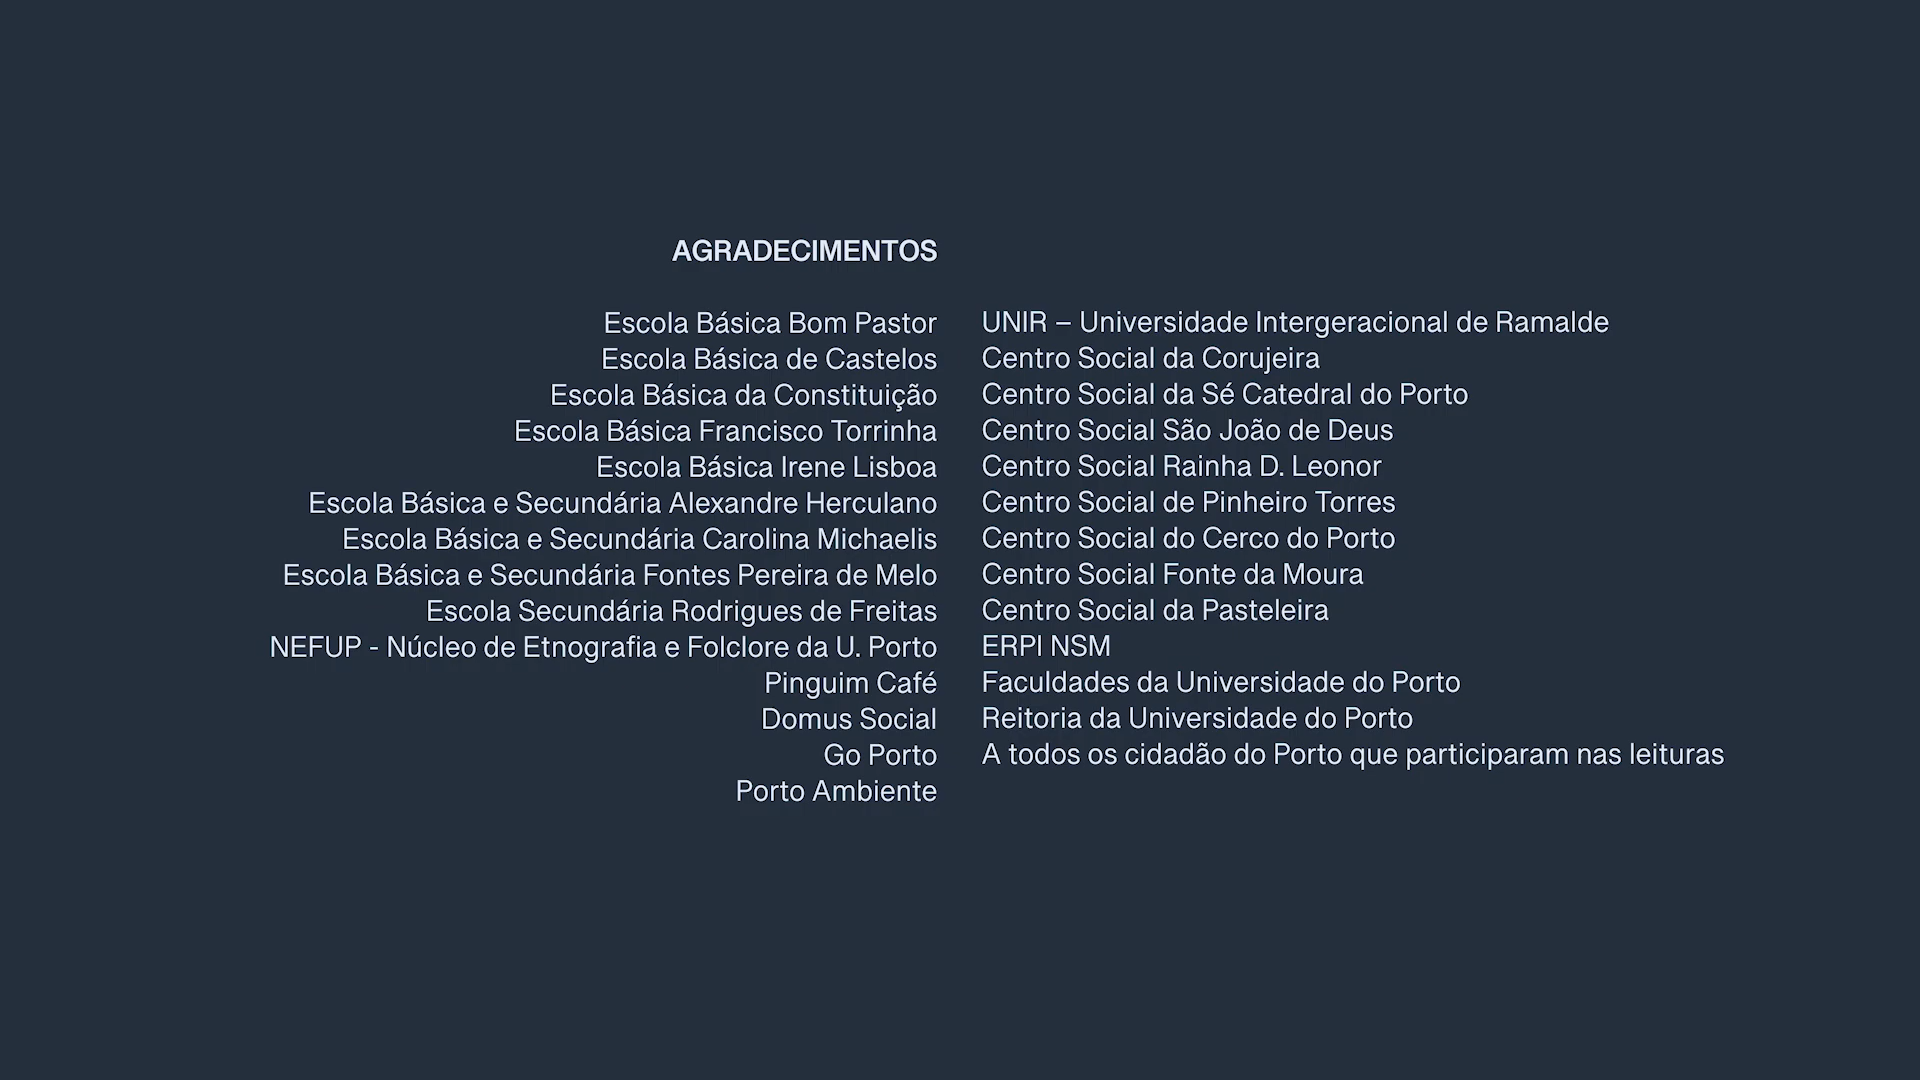 AGRADECIMENTOS
Escola Básica Bom Pastor
Escola Básica de Castelos
Escola Básica da Constituição
Escola Básica Francisco Torrinha
Escola Básica Irene Lisboa
Escola Básica e Secundária Alexandre Herculano
Escola Básica e Secundária Carolina Michaelis
Escola Básica e Secundária Fontes Pereira de Melo
Escola Secundária Rodrigues de Freitas
NEFUP - Núcleo de Etnografia e Folclore da U. Porto
Pinguim Café
Domus Social
Go Porto
Porto Ambiente
UNIR – Universidade Intergeracional de Ramalde
Centro Social da Corujeira
Centro Social da Sé Catedral do Porto
Centro Social São João de Deus
Centro Social Rainha D. Leonor
Centro Social de Pinheiro Torres
Centro Social do Cerco do Porto
Centro Social Fonte da Moura
Centro Social da Pasteleira
ERPI NSM
Faculdades da Universidade do Porto
Reitoria da Universidade do Porto
A todos os cidadão do Porto que participaram nas leituras